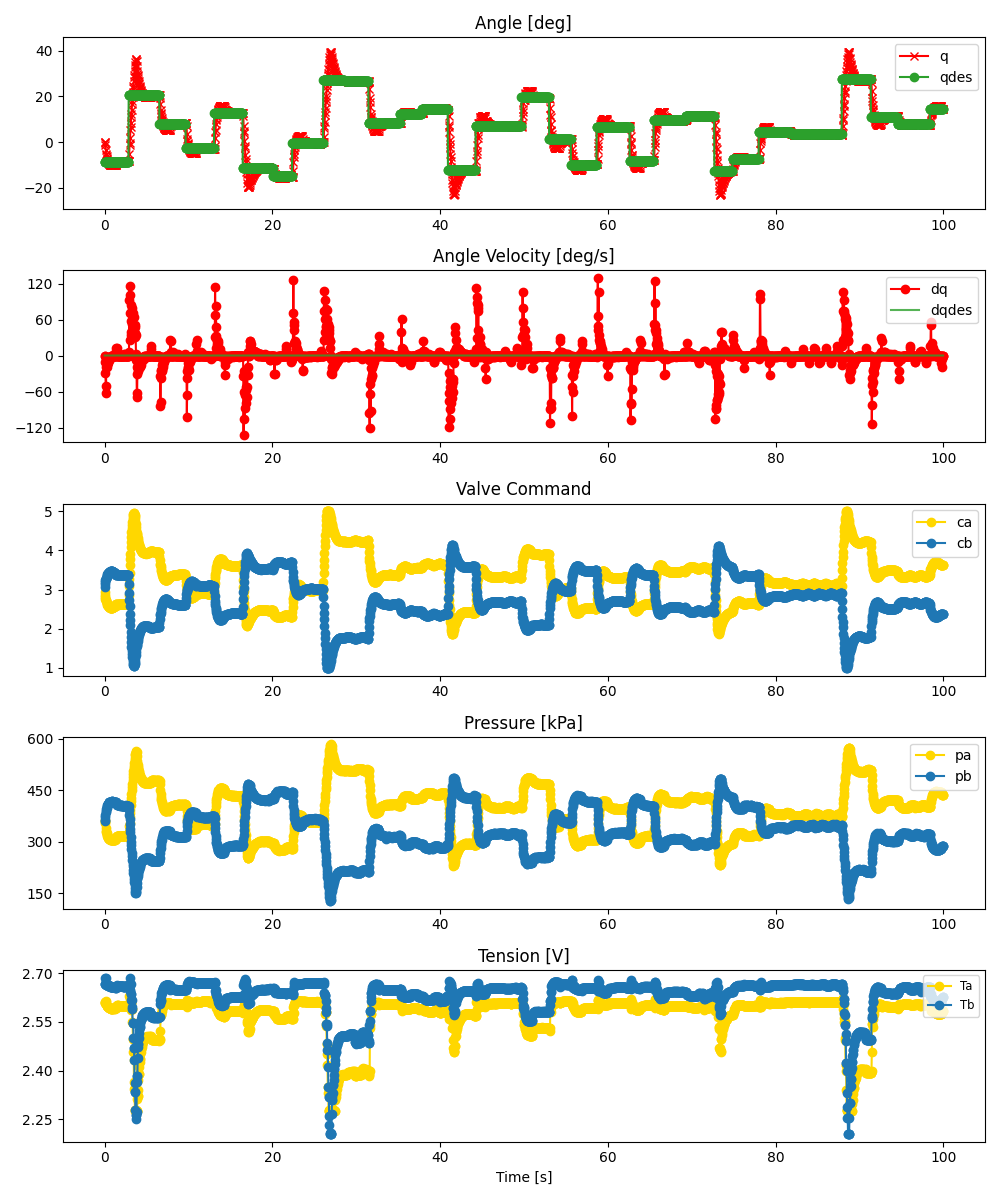 Angle [deg]
40
20
0
−20
q
qdes
0 20 40 60 80 100
Angle Velocity [deg/s]
120
60
0
−60
−120
dq
dqdes
0 20 40 60 80 100
Valve Command
5
4
3
2
1
ca
cb
0 20 40 60 80 100
Pressure [kPa]
600
450
300
150
pa
pb
0 20 40 60 80 100
Tension [V]
2.70
2.55
2.40
2.25
Ta
Tb
0 20 40 60 80 100
Time [s]